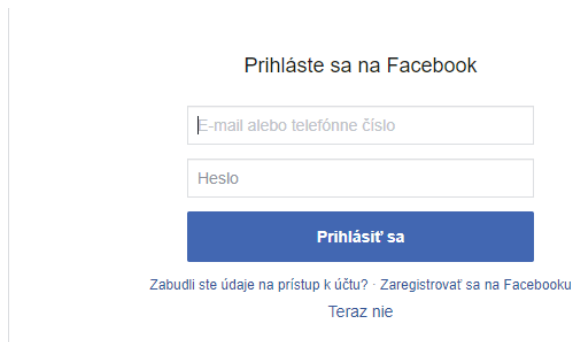 Prihláste sa na Facebook
E-mail alebo telefónne číslo
Heslo
Prihlásiť sa
Zabudli ste údaje na prístup k účtu? · Zaregistrovať sa na Facebooku
Teraz nie